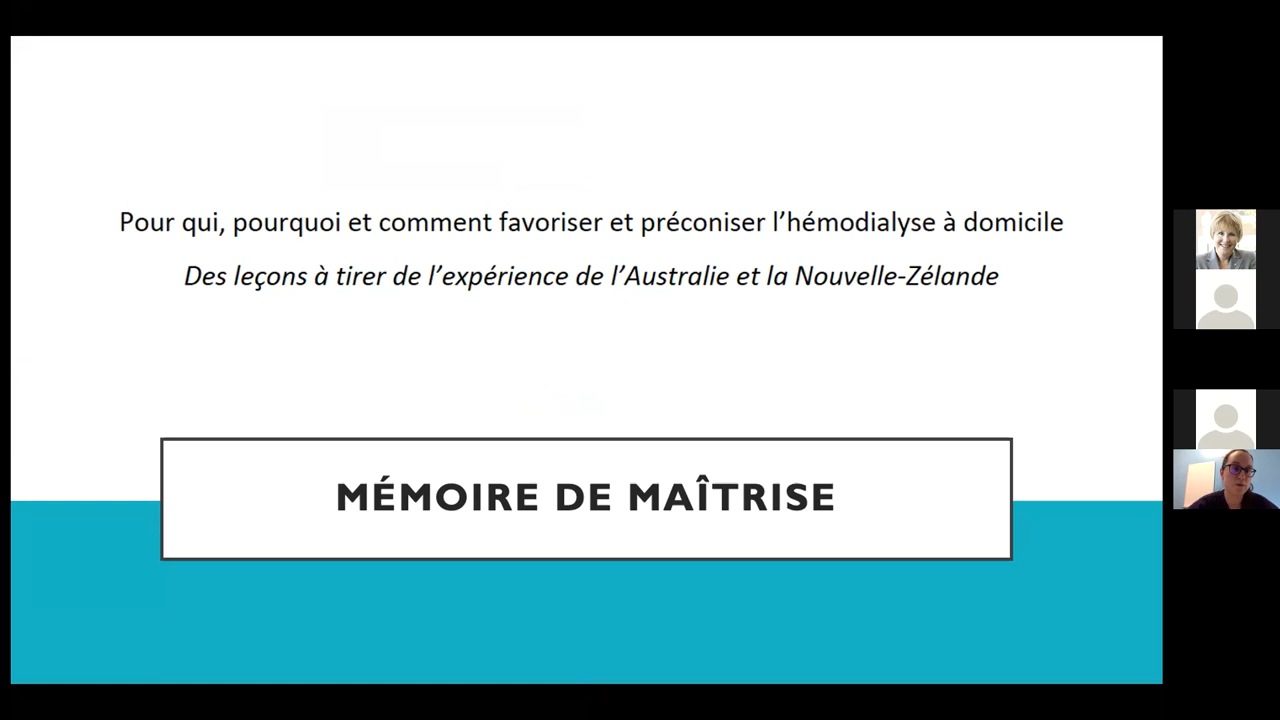 Pour qui, pourquoi et comment favoriser et préconiser l’hémodialyse à domicile
Des leçons à tirer de l’expérience de l’Australie et la Nouvelle-Zélande
MÉMOIRE DE MAÎTRISE